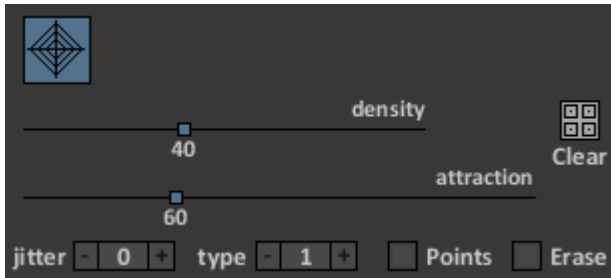 density
40
Clear
attraction
60
jitter - 0 + type - 1 + Points Erase